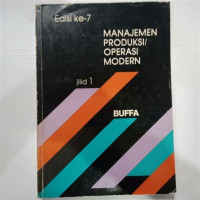 Edisi ke-7
MANAJEMEN
PRODUKSI/
OPERASI
MODERN
jilid 1
BUFFA